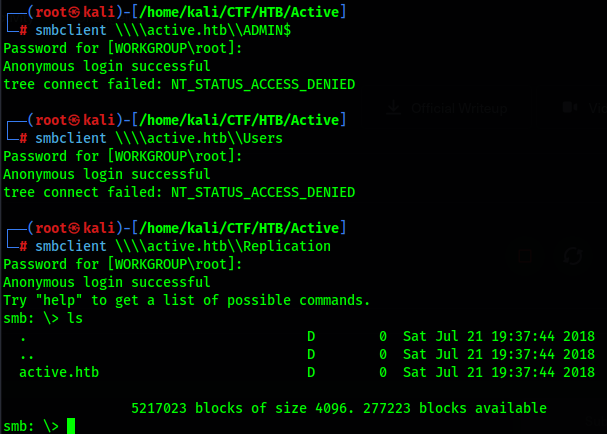 ┌──(root㉿kali)-[/home/kali/CTF/HTB/Active]
└─# smbclient \\\\active.htb\\ADMIN$
Password for [WORKGROUP\root]:
Anonymous login successful
tree connect failed: NT_STATUS_ACCESS_DENIED
┌──(root㉿kali)-[/home/kali/CTF/HTB/Active]
└─# smbclient \\\\active.htb\\Users
Password for [WORKGROUP\root]:
Anonymous login successful
tree connect failed: NT_STATUS_ACCESS_DENIED
┌──(root㉿kali)-[/home/kali/CTF/HTB/Active]
└─# smbclient \\\\active.htb\\Replication
Password for [WORKGROUP\root]:
Anonymous login successful
Try "help" to get a list of possible commands.
smb: \> ls
. D 0 Sat Jul 21 19:37:44 2018
.. D 0 Sat Jul 21 19:37:44 2018
active.htb D 0 Sat Jul 21 19:37:44 2018
5217023 blocks of size 4096. 277223 blocks available
smb: \>
Official